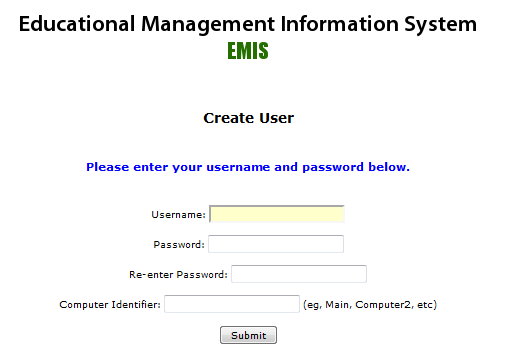 Educational Management Information System
EMIS
Create User
Please enter your username and password below.
Username:
Password:
Re-enter Password:
Computer Identifier: (eg, Main, Computer2, etc)
Submit